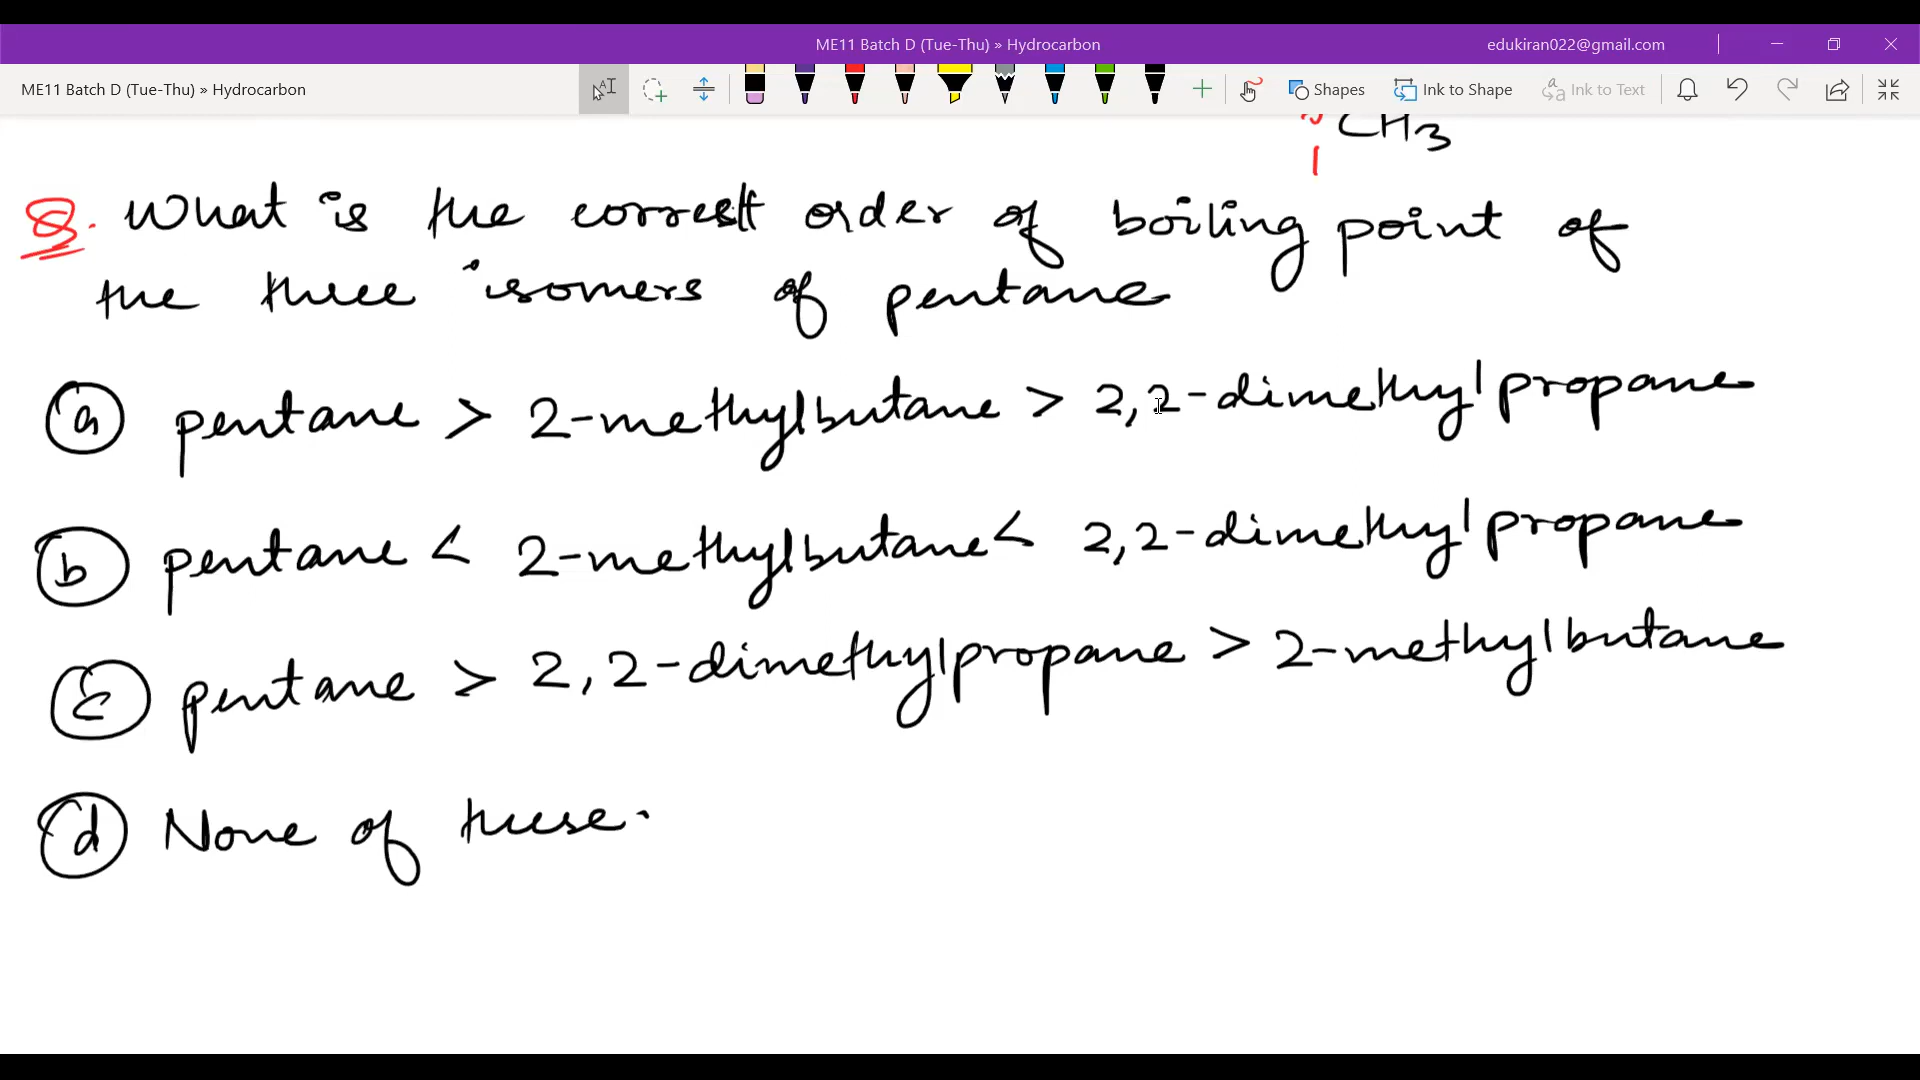 ME11 Batch D (Tue-Thu) » Hydrocarbon
edukiran022@gmail.com
ME11 Batch D (Tue-Thu) » Hydrocarbon
Shapes
Ink to Shape
Ink to Text
CH3
1
Q. What is the correct order of boiling point of
the three isomers of pentane
(a) pentane > 2-methylbutane > 2,2-dimethylpropane
(b) pentane < 2-methylbutane < 2,2-dimethylpropane
(c) pentane > 2,2-dimethylpropane > 2-methylbutane
(d) None of these.